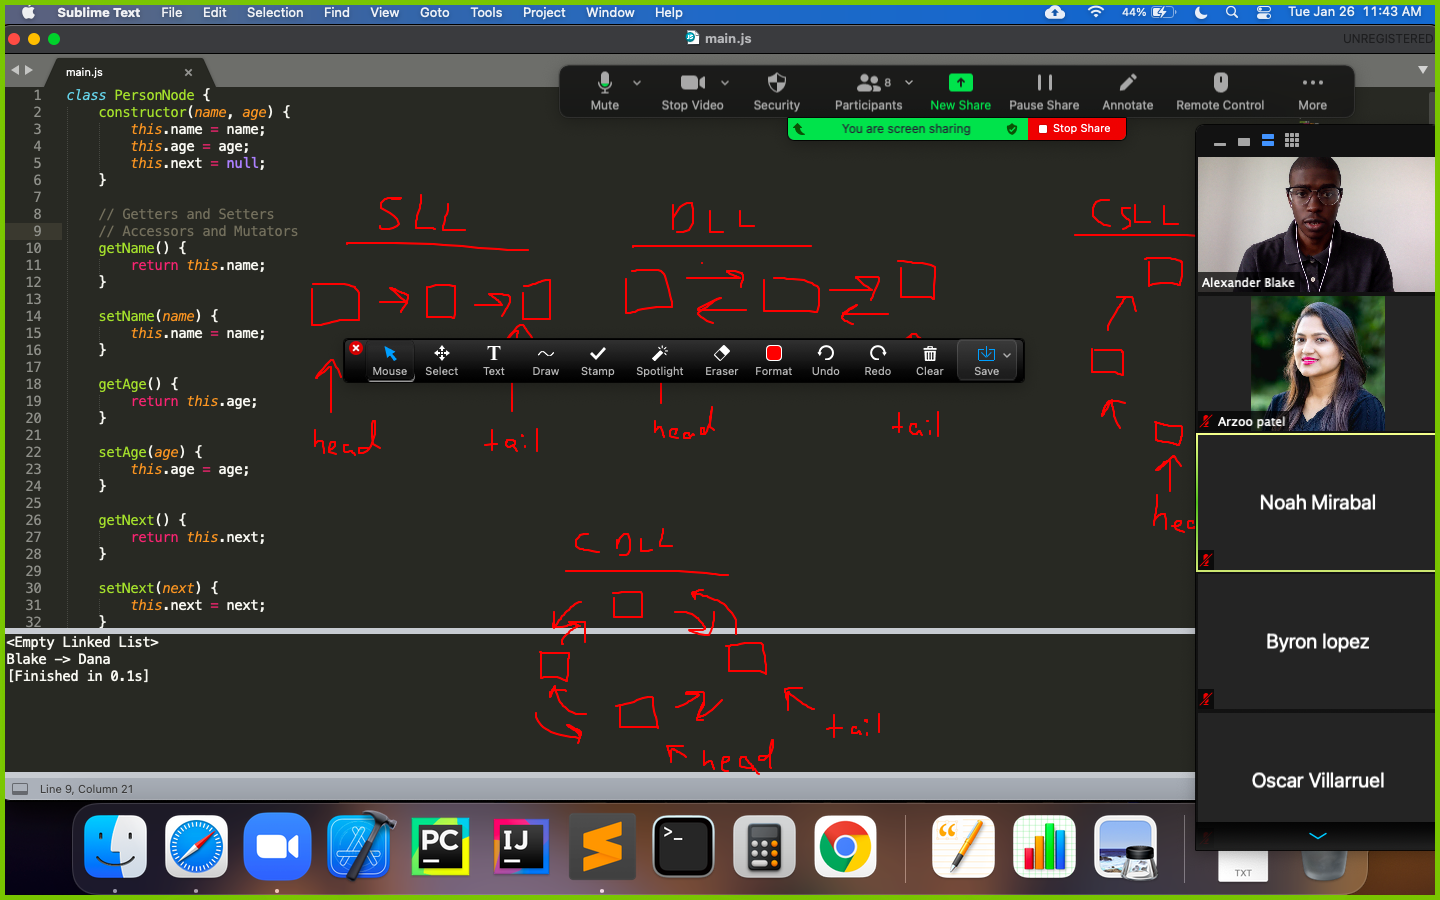 Sublime Text File Edit Selection Find View Goto Tools Project Window Help 44% Tue Jan 26 11:43 AM
main.js
UNREGISTERED
main.js
Mute Stop Video Security Participants 8 New Share Pause Share Annotate Remote Control More
You are screen sharing Stop Share
1 class PersonNode {
2 constructor(name, age) {
3 this.name = name;
4 this.age = age;
5 this.next = null;
6 }
7
8 // Getters and Setters
9 // Accessors and Mutators
10 getName() {
11 return this.name;
12 }
13
14 setName(name) {
15 this.name = name;
16 }
17
18 getAge() {
19 return this.age;
20 }
21
22 setAge(age) {
23 this.age = age;
24 }
25
26 getNext() {
27 return this.next;
28 }
29
30 setNext(next) {
31 this.next = next;
32 }
SLL
DLL
CSLL
Mouse Select Text Draw Stamp Spotlight Eraser Format Undo Redo Clear Save
head
tail
head
tail
CDLL
tail
head
Alexander Blake
Arzoo patel
Noah Mirabal
Byron lopez
Oscar Villarruel
<Empty Linked List>
Blake -> Dana
[Finished in 0.1s]
Line 9, Column 21
PC
IJ
>_
TXT